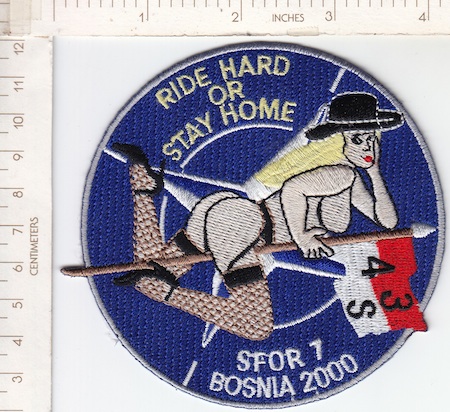 1 2 INCHES 3 4
12
11
10
9
8
7
6
5
4
3
CENTIMETERS
RIDE HARD
OR
STAY HOME
3
4 S
SFOR 7
BOSNIA 2000